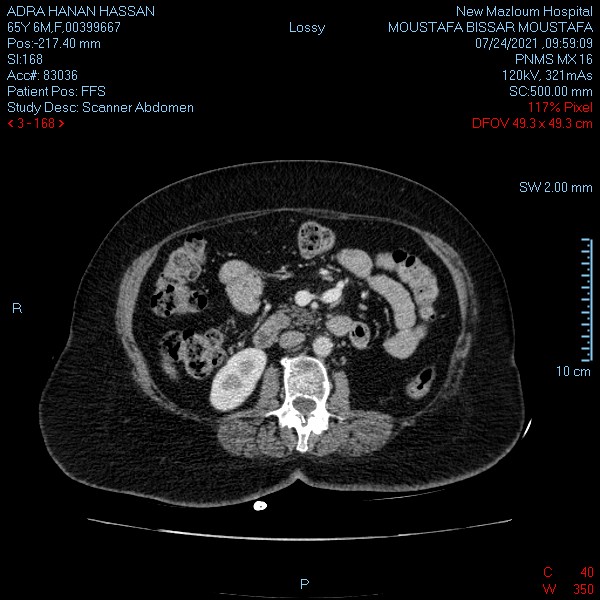 ADRA HANAN HASSAN
65Y 6M,F,00399667
Pos:-217.40 mm
SI:168
Acc#: 83036
Patient Pos: FFS
Study Desc: Scanner Abdomen
< 3 - 168 >
Lossy
New Mazloum Hospital
MOUSTAFA BISSAR MOUSTAFA
07/24/2021 ,09:59:09
PNMS MX 16
120kV, 321mAs
SC:500.00 mm
117% Pixel
DFOV 49.3 x 49.3 cm
SW 2.00 mm
R
10 cm
P
C 40
W 350